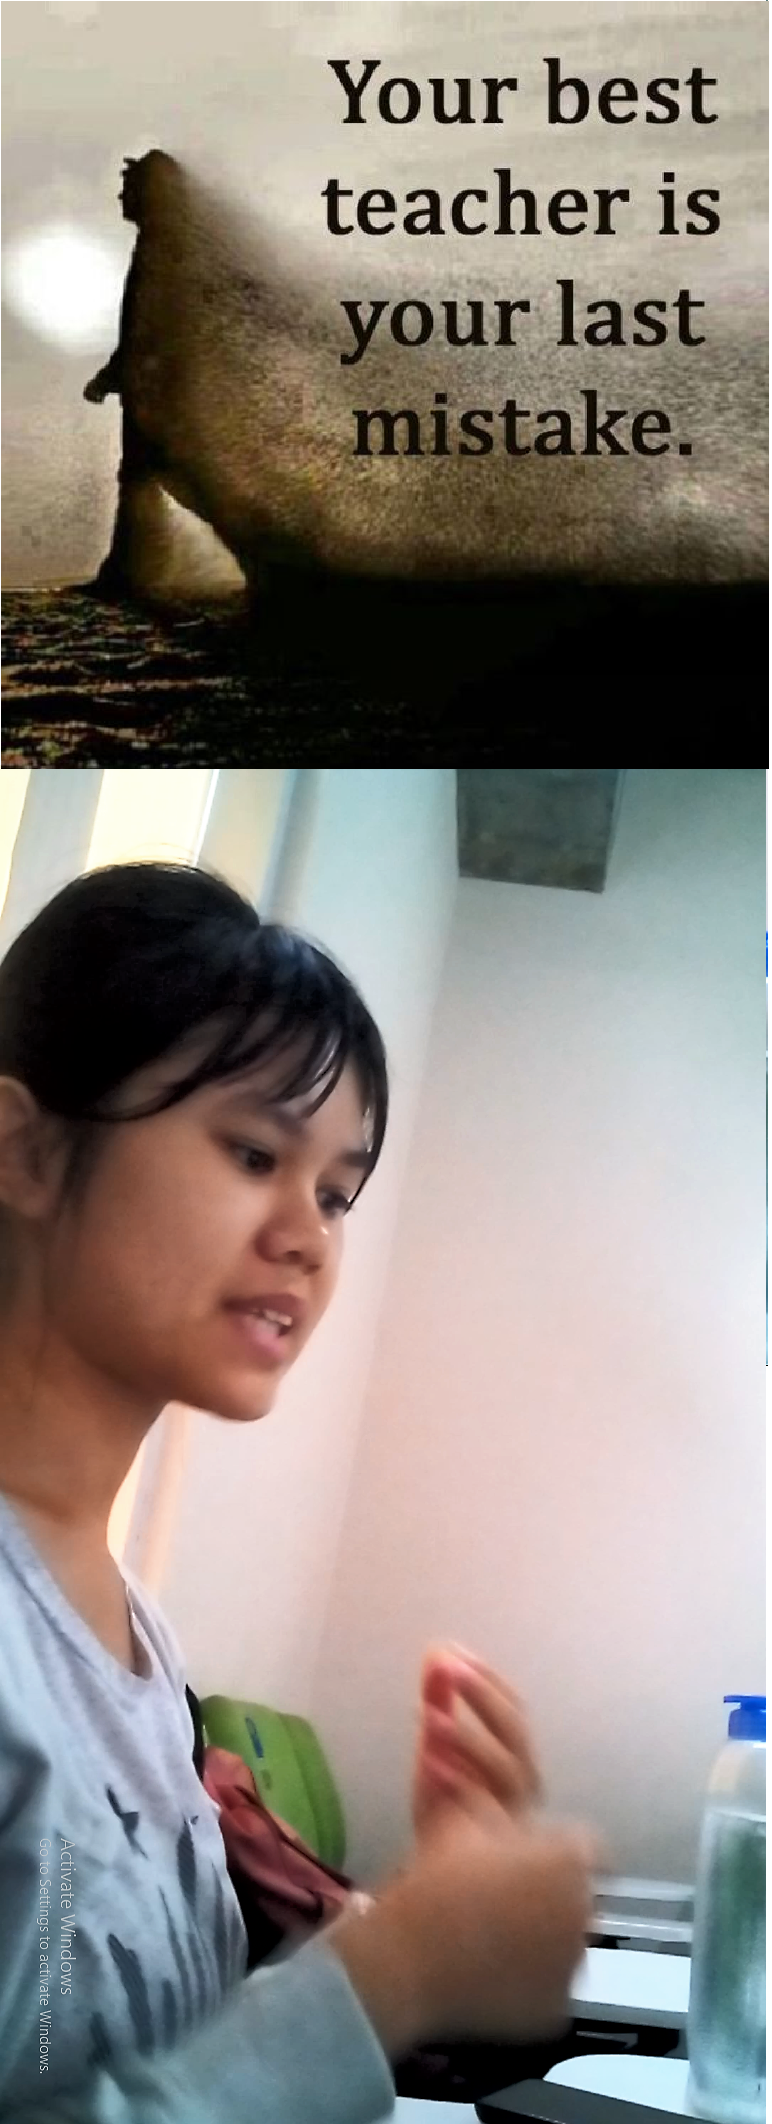 Your best
teacher is
your last
mistake.
Activate Windows
Go to Settings to activate Windows.